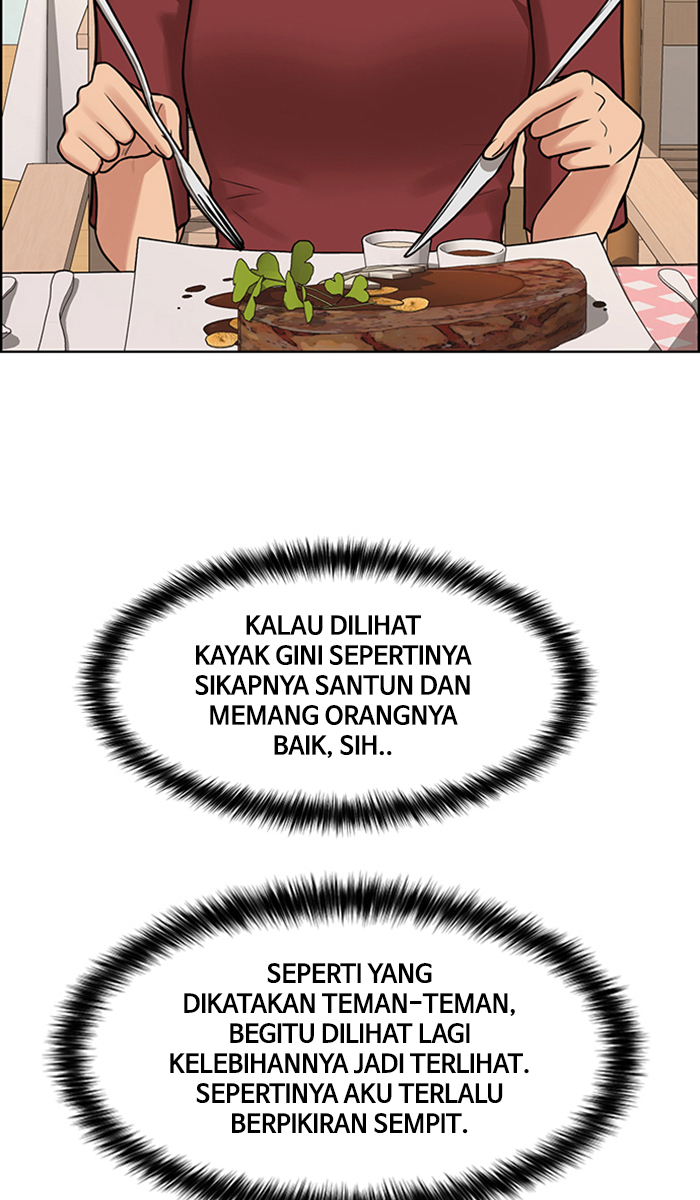 KALAU DILIHAT
KAYAK GINI SEPERTINYA
SIKAPNYA SANTUN DAN
MEMANG ORANGNYA
BAIK, SIH..
SEPERTI YANG
DIKATAKAN TEMAN-TEMAN,
BEGITU DILIHAT LAGI
KELEBIHANNYA JADI TERLIHAT.
SEPERTINYA AKU TERLALU
BERPIKIRAN SEMPIT.